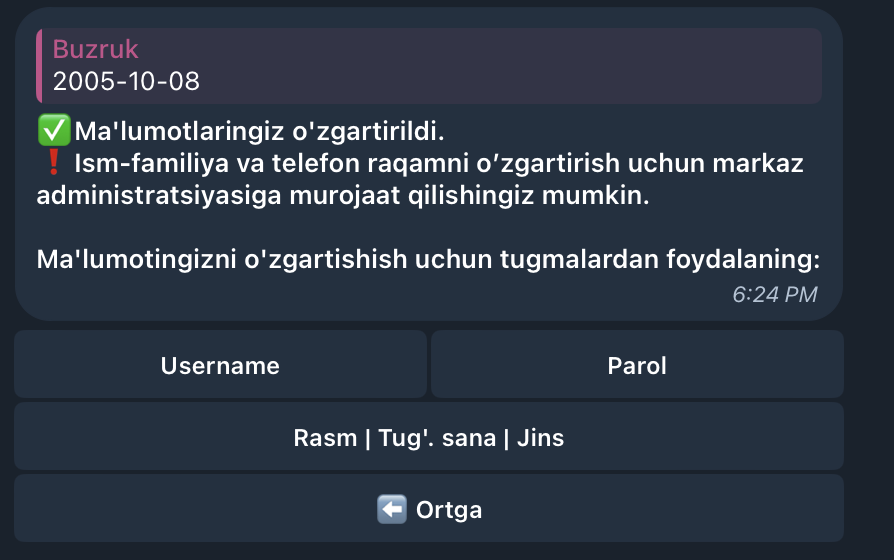 Buzruk
2005-10-08
✅Ma'lumotlaringiz o'zgartirildi.
❗ Ism-familiya va telefon raqamni o‘zgartirish uchun markaz
administratsiyasiga murojaat qilishingiz mumkin.
Ma'lumotingizni o'zgartishish uchun tugmalardan foydalaning:
6:24 PM
Username
Parol
Rasm | Tug'. sana | Jins
⬅️ Ortga